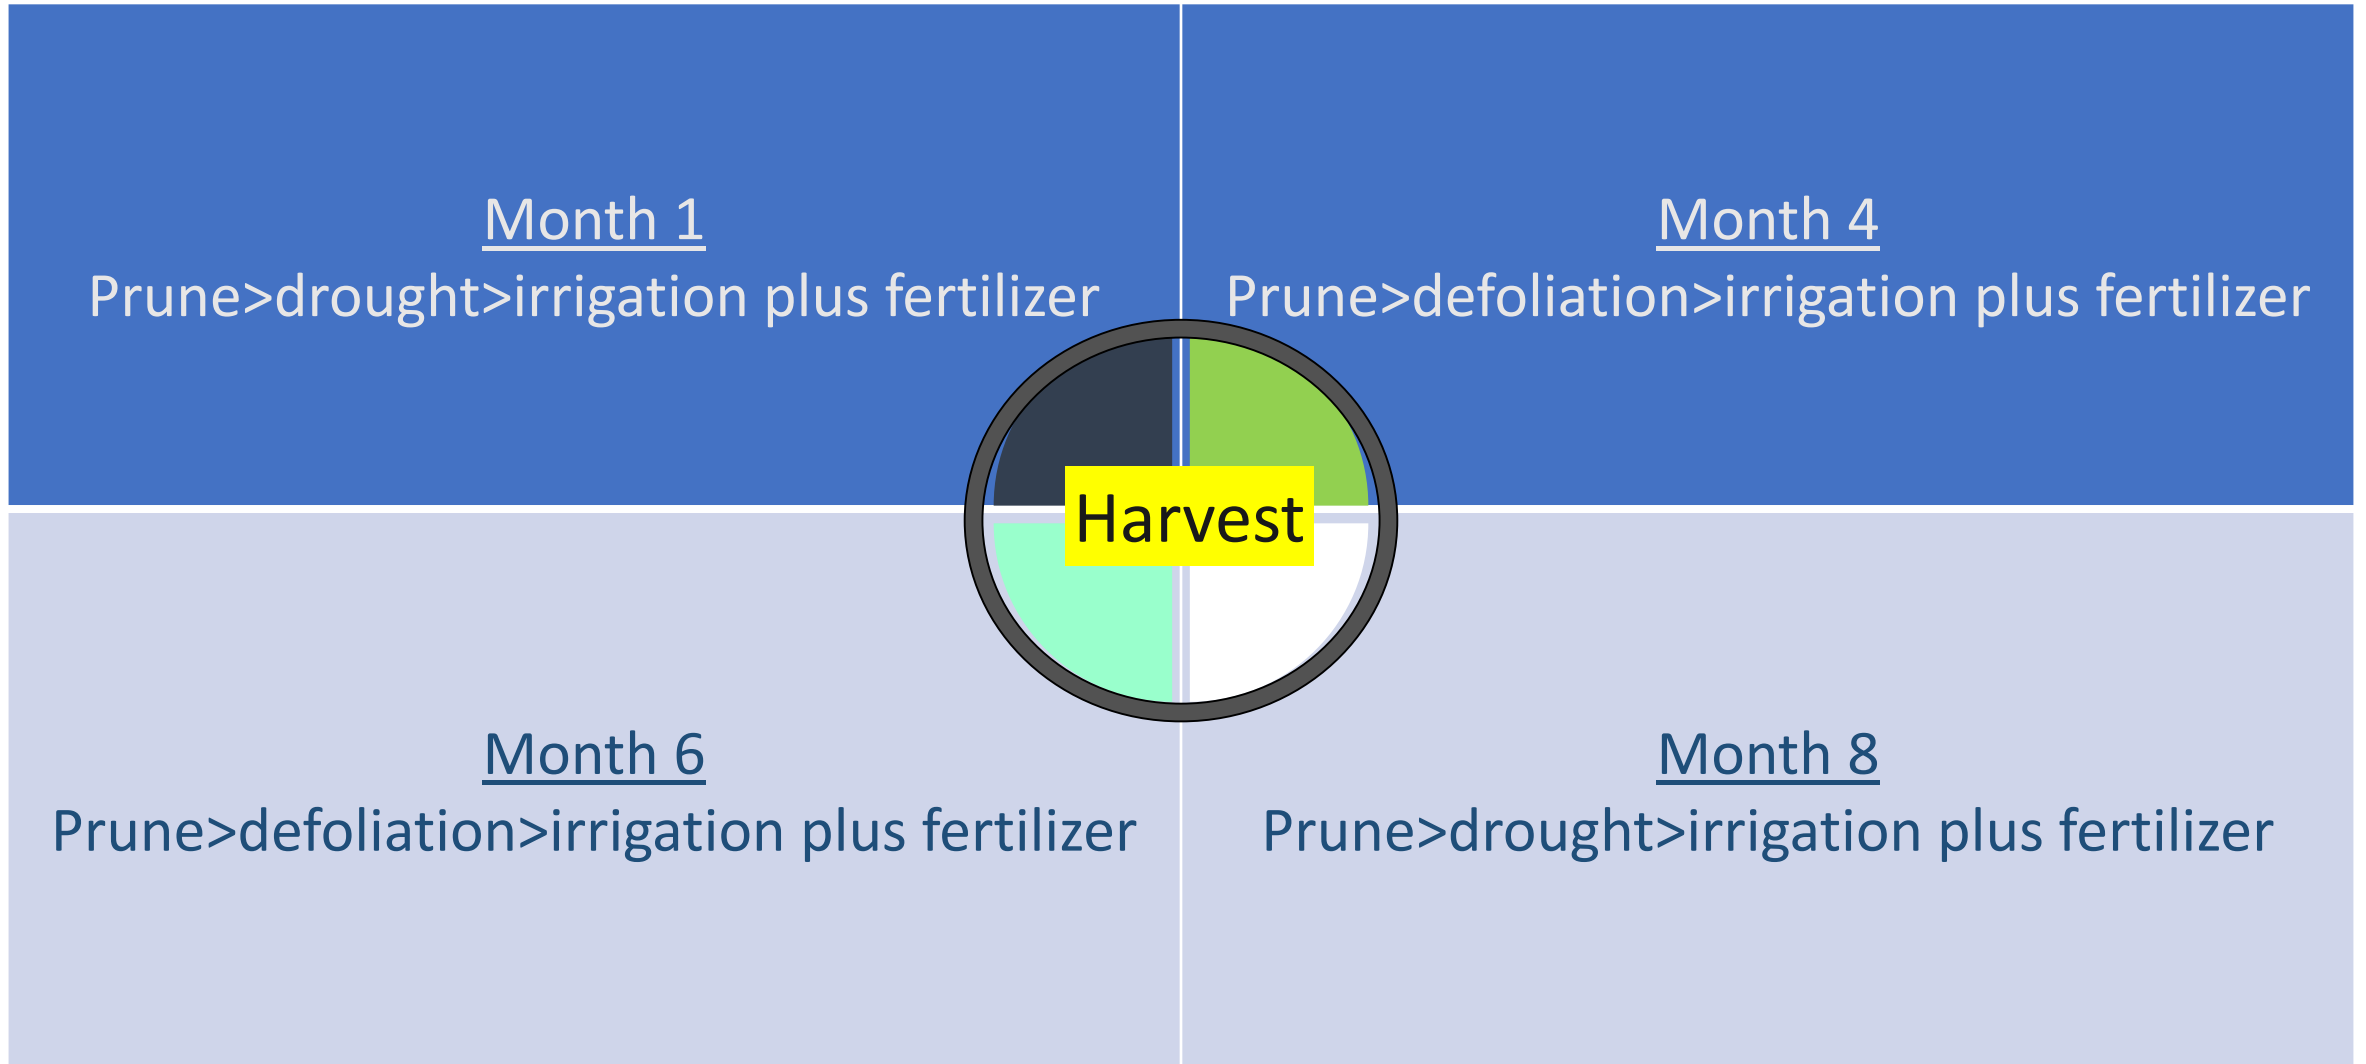 Month 1
Prune>drought>irrigation plus fertilizer
Month 4
Prune>defoliation>irrigation plus fertilizer
Harvest
Month 6
Prune>defoliation>irrigation plus fertilizer
Month 8
Prune>drought>irrigation plus fertilizer